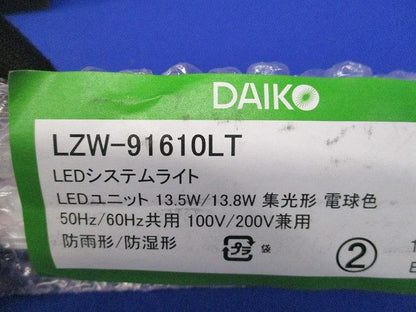 DAIKO
LZW-91610LT
LEDシステムライト
LEDユニット 13.5W/13.8W 集光形 電球色
50Hz/60Hz共用 100V/200V兼用
防雨形/防湿形
プラ 袋
②